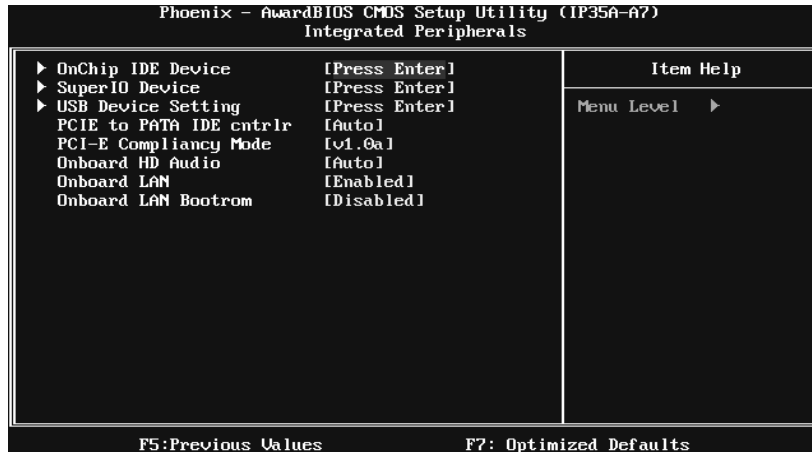 Phoenix - AwardBIOS CMOS Setup Utility (IP35A-A7)
Integrated Peripherals
▶ OnChip IDE Device [Press Enter]
▶ SuperIO Device [Press Enter]
▶ USB Device Setting [Press Enter]
PCIE to PATA IDE cntrlr [Auto]
PCI-E Compliancy Mode [v1.0a]
Onboard HD Audio [Auto]
Onboard LAN [Enabled]
Onboard LAN Bootrom [Disabled]
Item Help
Menu Level ▶
F5:Previous Values F7: Optimized Defaults